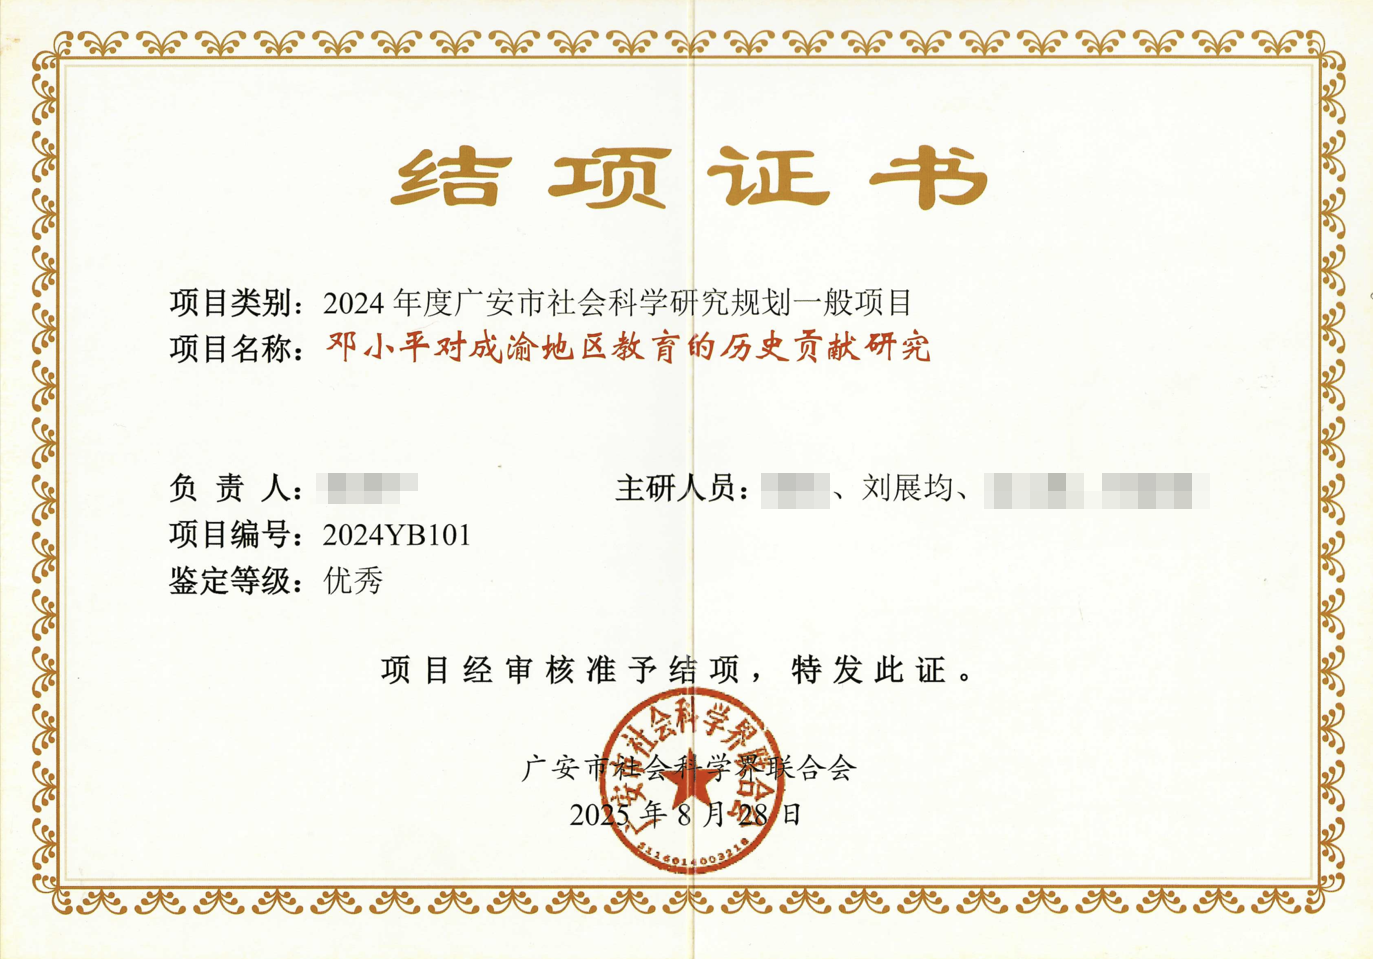 结项证书
项目类别：2024 年度广安市社会科学研究规划一般项目
项目名称：邓小平对成渝地区教育的历史贡献研究
负 责 人：
主研人员：、刘展均、
项目编号：2024YB101
鉴定等级：优秀
项目经审核准予结项，特发此证。
广安市社会科学界联合会
广安市社会科学界联合会
2025 年 8 月 28 日